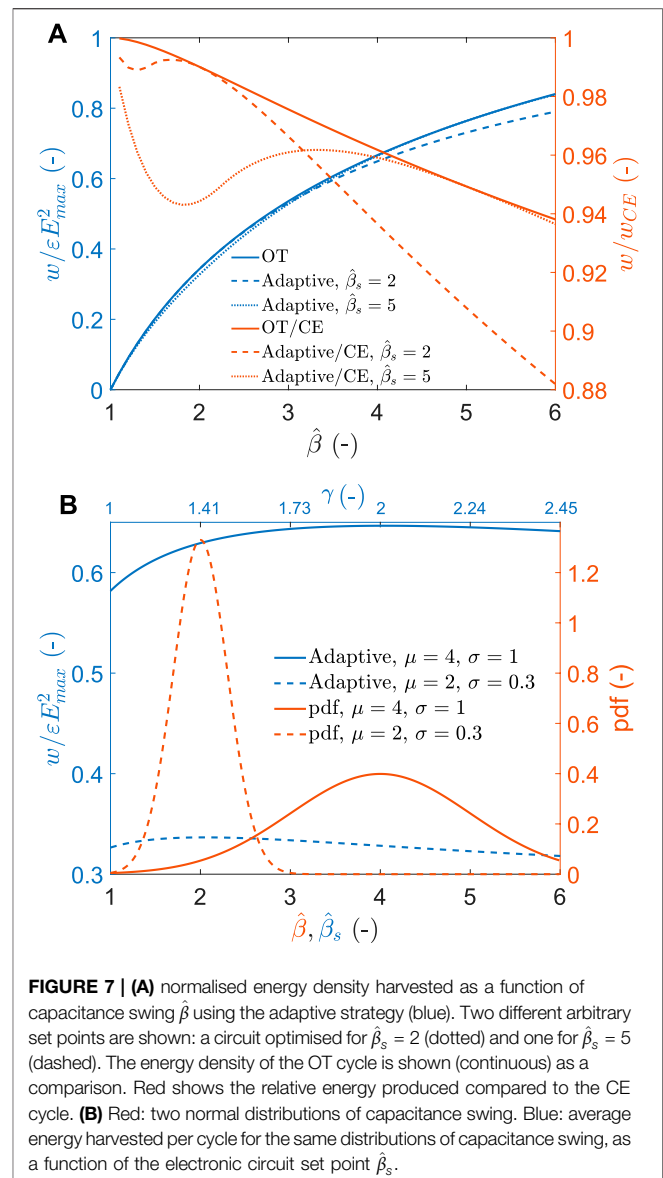 A
1
0.8
0.6
0.4
0.2
0
w/εE²max (-)
1
0.98
0.96
0.94
0.92
0.9
0.88
w/wCE (-)
OT
Adaptive, β̂s = 2
Adaptive, β̂s = 5
OT/CE
Adaptive/CE, β̂s = 2
Adaptive/CE, β̂s = 5
1 2 3 4 5 6
β̂ (-)
B
γ (-)
1 1.41 1.73 2 2.24 2.45
0.6
0.5
0.4
0.3
w/εE²max (-)
1.2
1
0.8
0.6
0.4
0.2
0
pdf (-)
Adaptive, μ = 4, σ = 1
Adaptive, μ = 2, σ = 0.3
pdf, μ = 4, σ = 1
pdf, μ = 2, σ = 0.3
1 2 3 4 5 6
β̂, β̂s (-)
FIGURE 7 | (A) normalised energy density harvested as a function of
capacitance swing β̂ using the adaptive strategy (blue). Two different arbitrary
set points are shown: a circuit optimised for β̂s = 2 (dotted) and one for β̂s = 5
(dashed). The energy density of the OT cycle is shown (continuous) as a
comparison. Red shows the relative energy produced compared to the CE
cycle. (B) Red: two normal distributions of capacitance swing. Blue: average
energy harvested per cycle for the same distributions of capacitance swing, as
a function of the electronic circuit set point β̂s.